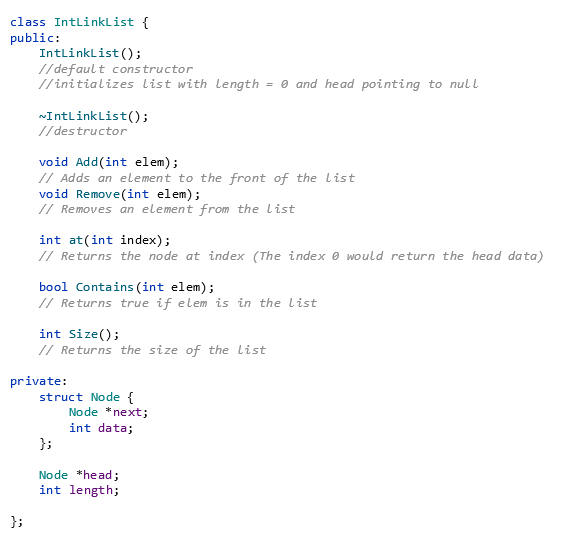 class IntLinkList {
public:
    IntLinkList();
    //default constructor
    //initializes list with length = 0 and head pointing to null

    ~IntLinkList();
    //destructor

    void Add(int elem);
    // Adds an element to the front of the list
    void Remove(int elem);
    // Removes an element from the list

    int at(int index);
    // Returns the node at index (The index 0 would return the head data)

    bool Contains(int elem);
    // Returns true if elem is in the list

    int Size();
    // Returns the size of the list

private:
    struct Node {
        Node *next;
        int data;
    };

    Node *head;
    int length;

};